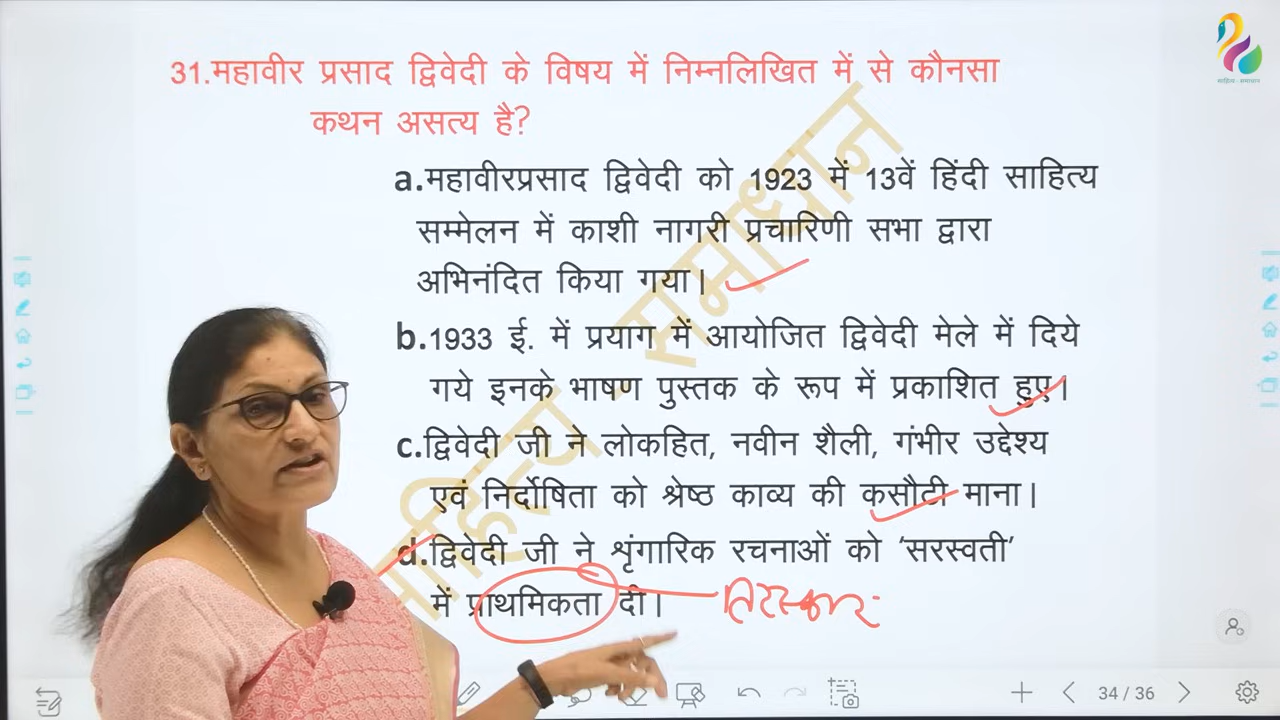 31.महावीर प्रसाद द्विवेदी के विषय में निम्नलिखित में से कौनसा
कथन असत्य है?
a.महावीरप्रसाद द्विवेदी को 1923 में 13वें हिंदी साहित्य
सम्मेलन में काशी नागरी प्रचारिणी सभा द्वारा
अभिनंदित किया गया।
b.1933 ई. में प्रयाग में आयोजित द्विवेदी मेले में दिये
गये इनके भाषण पुस्तक के रूप में प्रकाशित हुए।
c.द्विवेदी जी ने लोकहित, नवीन शैली, गंभीर उद्देश्य
एवं निर्दोषिता को श्रेष्ठ काव्य की कसौटी माना।
d.द्विवेदी जी ने शृंगारिक रचनाओं को ‘सरस्वती’
में प्राथमिकता दी।
तिरस्कार
साहित्य - समाधान
साहित्य - समाधान
34 / 36